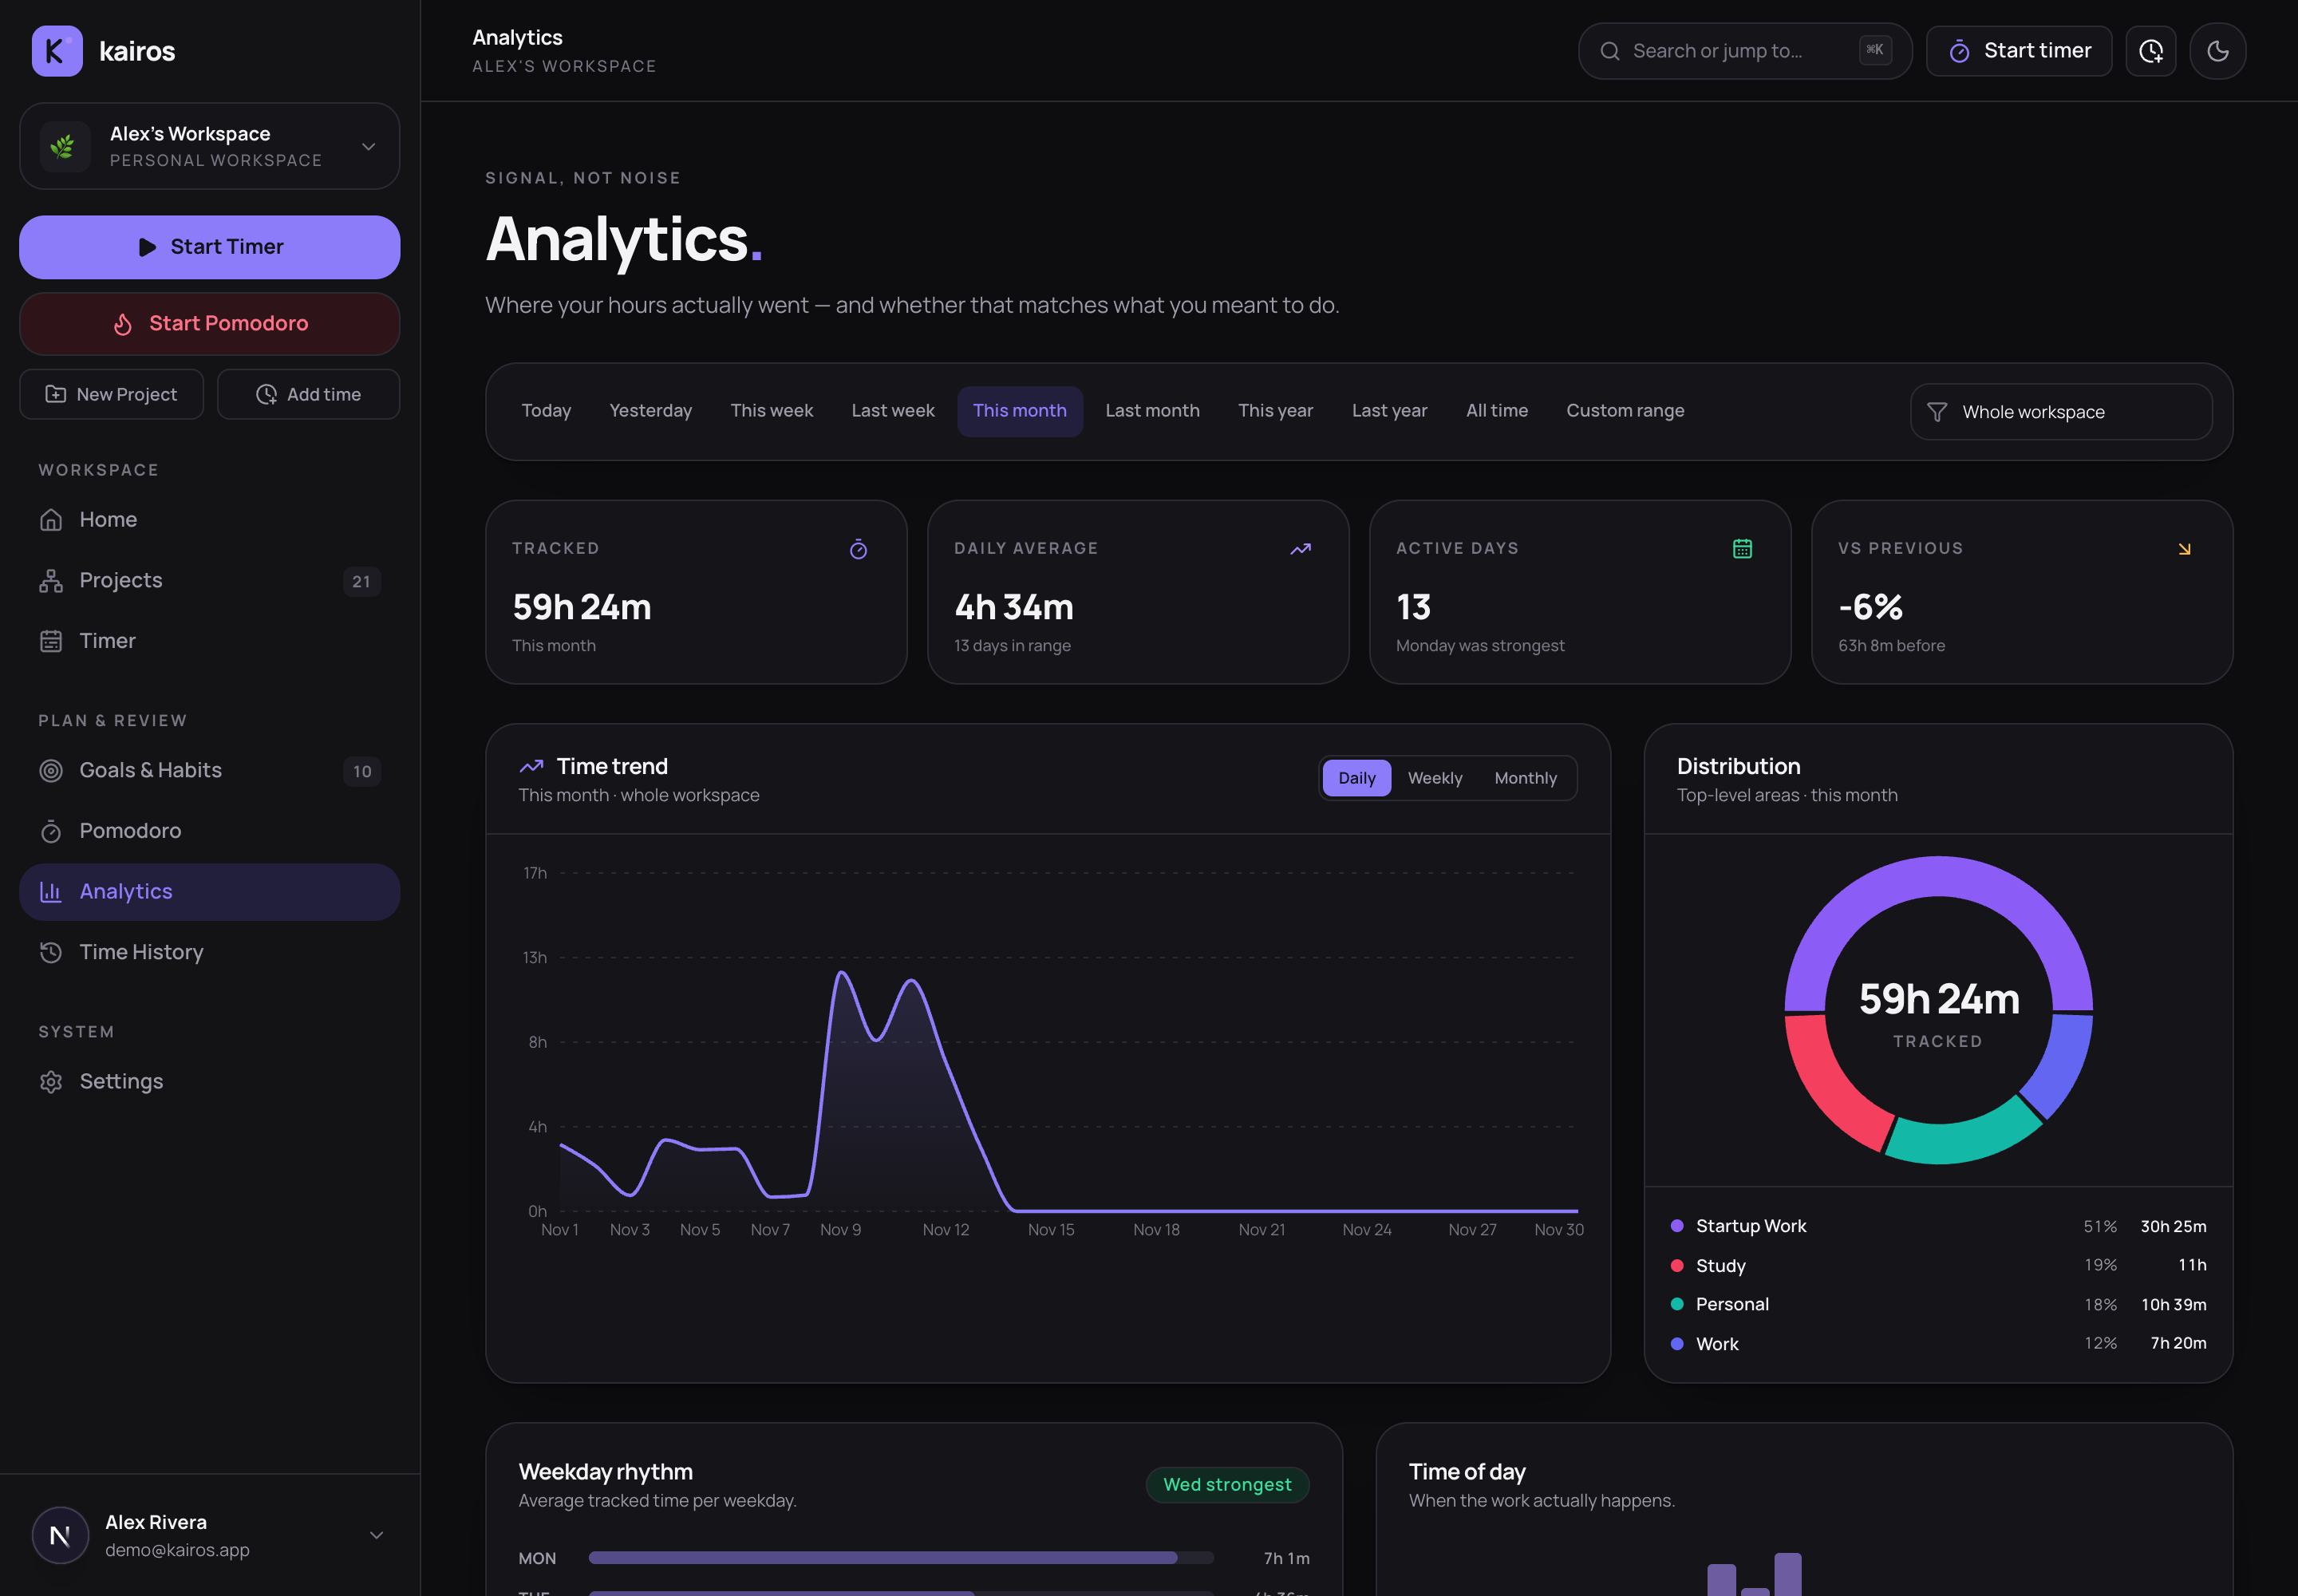 kairos
Alex's Workspace
PERSONAL WORKSPACE
Start Timer
Start Pomodoro
New Project
Add time
WORKSPACE
Home
Projects 21
Timer
PLAN & REVIEW
Goals & Habits 10
Pomodoro
Analytics
Time History
SYSTEM
Settings
Alex Rivera
demo@kairos.app
Analytics
ALEX'S WORKSPACE
Search or jump to... ⌘K
Start timer
SIGNAL, NOT NOISE
Analytics.
Where your hours actually went — and whether that matches what you meant to do.
Today Yesterday This week Last week This month Last month This year Last year All time Custom range
Whole workspace
TRACKED
59h 24m
This month
DAILY AVERAGE
4h 34m
13 days in range
ACTIVE DAYS
13
Monday was strongest
VS PREVIOUS
-6%
63h 8m before
Time trend
This month · whole workspace
Daily Weekly Monthly
17h
13h
8h
4h
0h
Nov 1 Nov 3 Nov 5 Nov 7 Nov 9 Nov 12 Nov 15 Nov 18 Nov 21 Nov 24 Nov 27 Nov 30
Distribution
Top-level areas · this month
59h 24m
TRACKED
Startup Work 51% 30h 25m
Study 19% 11h
Personal 18% 10h 39m
Work 12% 7h 20m
Weekday rhythm
Average tracked time per weekday.
Wed strongest
MON 7h 1m
Time of day
When the work actually happens.